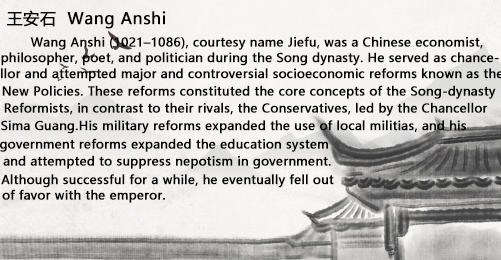 王安石 Wang Anshi
Wang Anshi (1021–1086), courtesy name Jiefu, was a Chinese economist,
philosopher, poet, and politician during the Song dynasty. He served as chance-
llor and attempted major and controversial socioeconomic reforms known as the
New Policies. These reforms constituted the core concepts of the Song-dynasty
Reformists, in contrast to their rivals, the Conservatives, led by the Chancellor
Sima Guang.His military reforms expanded the use of local militias, and his
government reforms expanded the education system
and attempted to suppress nepotism in government.
Although successful for a while, he eventually fell out
of favor with the emperor.